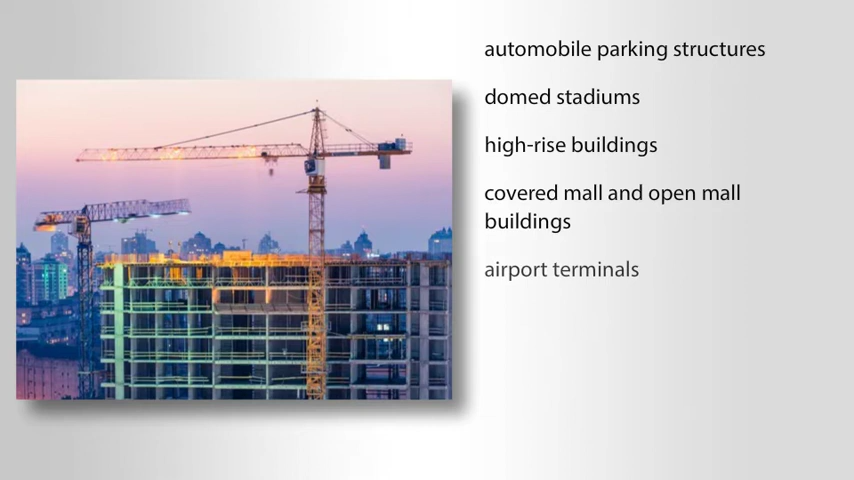 automobile parking structures
domed stadiums
high-rise buildings
covered mall and open mall
buildings
airport terminals